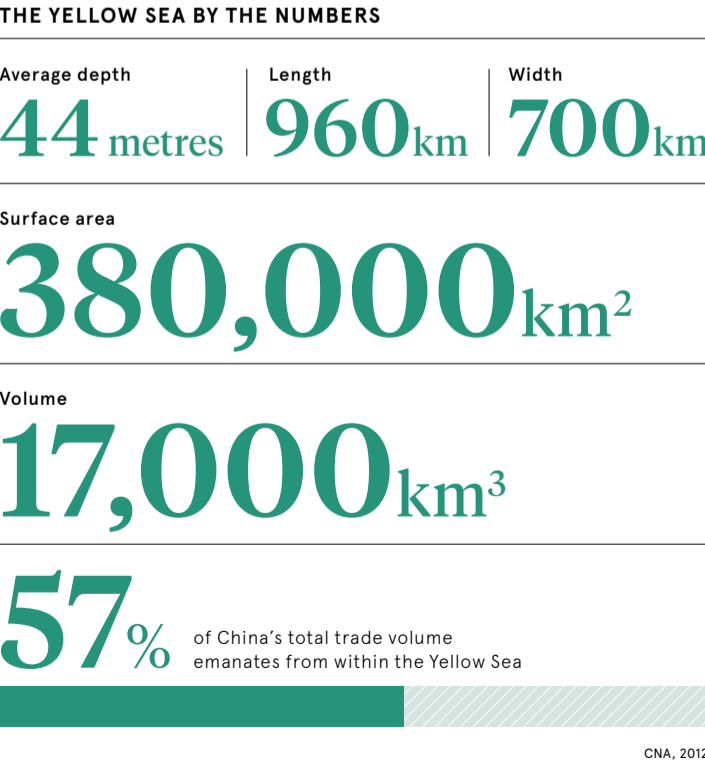 THE YELLOW SEA BY THE NUMBERS
Average depth
44 metres
Length
960km
Width
700km
Surface area
380,000km²
Volume
17,000km³
57% of China’s total trade volume
emanates from within the Yellow Sea
CNA, 2012